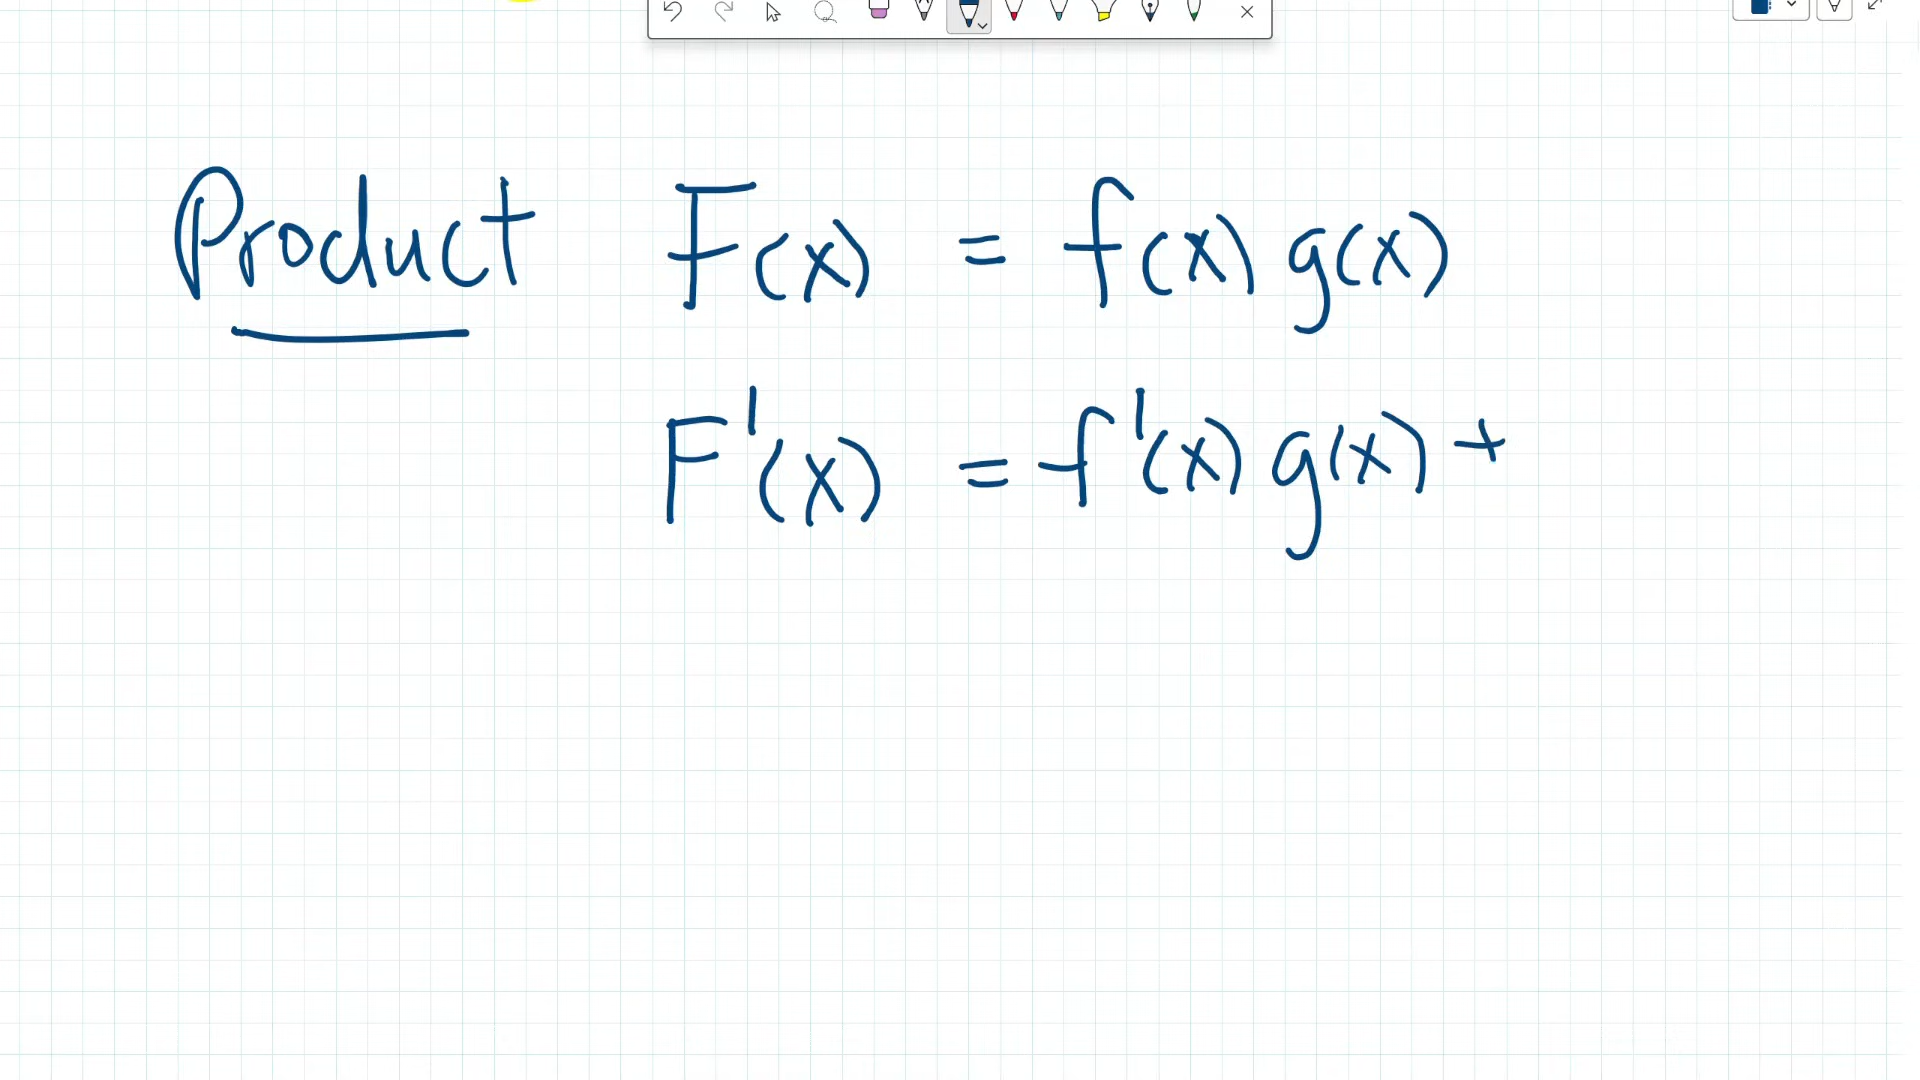 Product F(x) = f(x) g(x)
F'(x) = f'(x) g(x) +